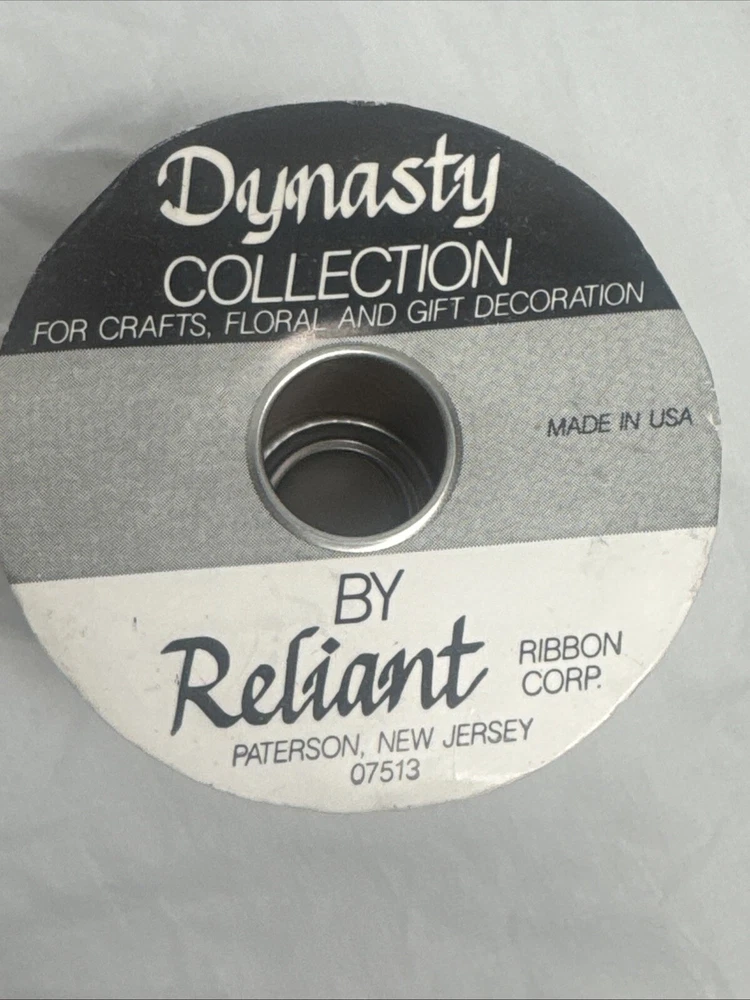 Dynasty
COLLECTION
FOR CRAFTS, FLORAL AND GIFT DECORATION
MADE IN USA
BY
Reliant RIBBON CORP.
PATERSON, NEW JERSEY
07513